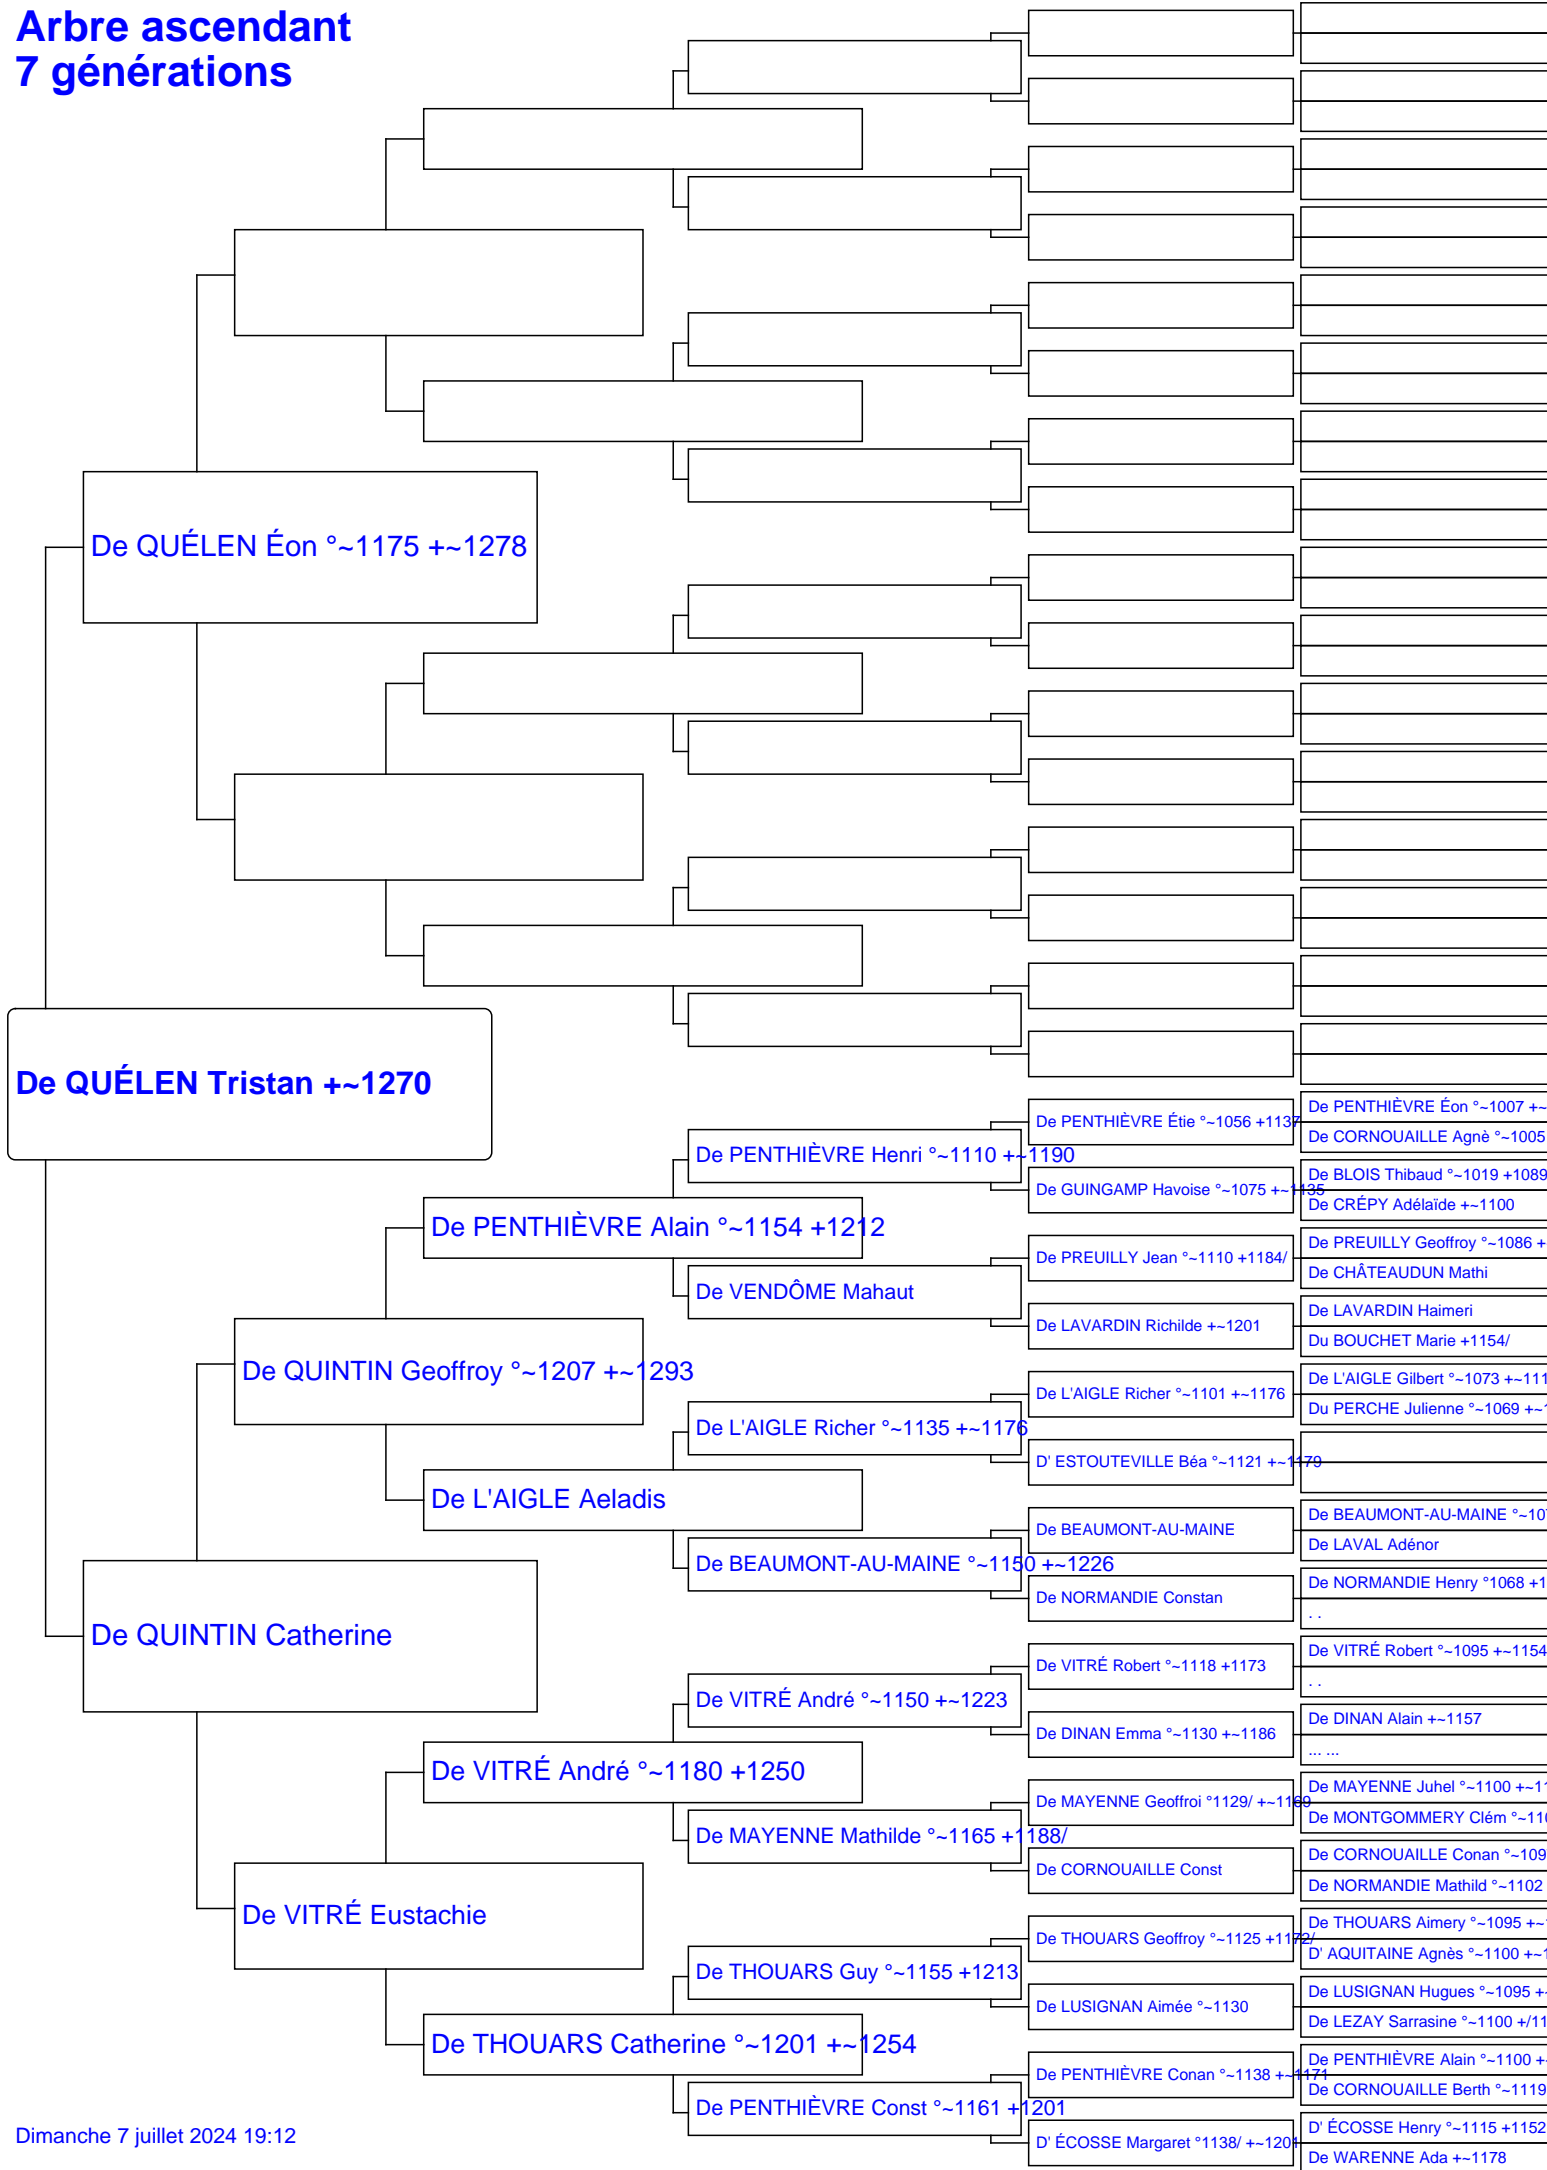 Arbre ascendant
7 générations
De QUÉLEN Éon °~1175 +~1278
De QUÉLEN Tristan +~1270
De PENTHIÈVRE Étie °~1056 +1137
De PENTHIÈVRE Éon °~1007 +~
De CORNOUAILLE Agnè °~1005
De PENTHIÈVRE Henri °~1110 +~1190
De GUINGAMP Havoise °~1075 +~1135
De BLOIS Thibaud °~1019 +1089
De CRÉPY Adélaïde +~1100
De PENTHIÈVRE Alain °~1154 +1212
De PREUILLY Jean °~1110 +1184/
De PREUILLY Geoffroy °~1086 +
De CHÂTEAUDUN Mathi
De VENDÔME Mahaut
De LAVARDIN Richilde +~1201
De LAVARDIN Haimeri
Du BOUCHET Marie +1154/
De QUINTIN Geoffroy °~1207 +~1293
De L'AIGLE Richer °~1101 +~1176
De L'AIGLE Gilbert °~1073 +~111
Du PERCHE Julienne °~1069 +~1
De L'AIGLE Richer °~1135 +~1176
D' ESTOUTEVILLE Béa °~1121 +~1179
De L'AIGLE Aeladis
De BEAUMONT-AU-MAINE
De BEAUMONT-AU-MAINE °~107
De LAVAL Adénor
De BEAUMONT-AU-MAINE °~1150 +~1226
De NORMANDIE Constan
De NORMANDIE Henry °1068 +1
. .
De QUINTIN Catherine
De VITRÉ Robert °~1118 +1173
De VITRÉ Robert °~1095 +~1154
. .
De VITRÉ André °~1150 +~1223
De DINAN Emma °~1130 +~1186
De DINAN Alain +~1157
... ...
De VITRÉ André °~1180 +1250
De MAYENNE Geoffroi °1129/ +~1169
De MAYENNE Juhel °~1100 +~11
De MONTGOMMERY Clém °~110
De MAYENNE Mathilde °~1165 +1188/
De CORNOUAILLE Const
De CORNOUAILLE Conan °~109
De NORMANDIE Mathild °~1102
De VITRÉ Eustachie
De THOUARS Geoffroy °~1125 +1172/
De THOUARS Aimery °~1095 +~
D' AQUITAINE Agnès °~1100 +~1
De THOUARS Guy °~1155 +1213
De LUSIGNAN Aimée °~1130
De LUSIGNAN Hugues °~1095 +
De LEZAY Sarrasine °~1100 +/11
De THOUARS Catherine °~1201 +~1254
De PENTHIÈVRE Conan °~1138 +~1171
De PENTHIÈVRE Alain °~1100 +
De CORNOUAILLE Berth °~1119
De PENTHIÈVRE Const °~1161 +1201
D' ÉCOSSE Margaret °1138/ +~1201
D' ÉCOSSE Henry °~1115 +1152
De WARENNE Ada +~1178
Dimanche 7 juillet 2024 19:12